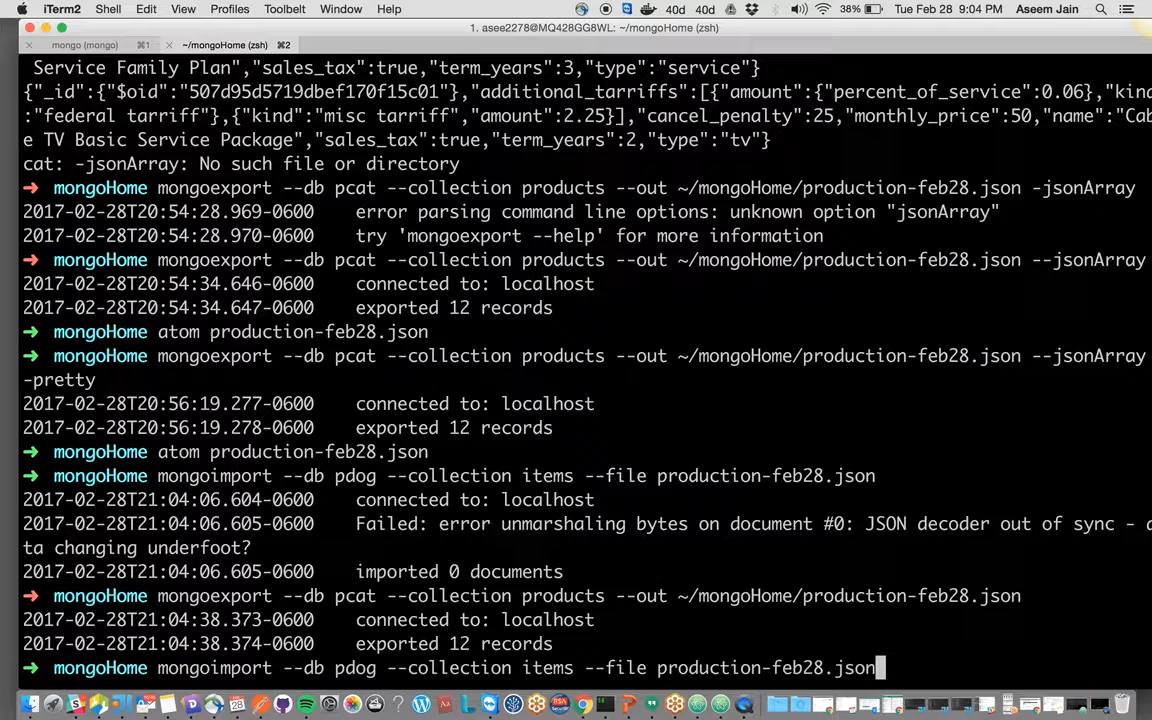 iTerm2 Shell Edit View Profiles Toolbelt Window Help 40d 40d 38% Tue Feb 28 9:04 PM Aseem Jain
1. asee2278@MQ428GG8WL: ~/mongoHome (zsh)
mongo (mongo) ⌘1 ~/mongoHome (zsh) ⌘2
Service Family Plan","sales_tax":true,"term_years":3,"type":"service"}
{"_id":{"$oid":"507d95d5719dbef170f15c01"},"additional_tarriffs":[{"amount":{"percent_of_service":0.06},"kind
:"federal tarriff"},{"kind":"misc tarriff","amount":2.25}],"cancel_penalty":25,"monthly_price":50,"name":"Cab
e TV Basic Service Package","sales_tax":true,"term_years":2,"type":"tv"}
cat: -jsonArray: No such file or directory
➜ mongoHome mongoexport --db pcat --collection products --out ~/mongoHome/production-feb28.json -jsonArray
2017-02-28T20:54:28.969-0600 error parsing command line options: unknown option "jsonArray"
2017-02-28T20:54:28.970-0600 try 'mongoexport --help' for more information
➜ mongoHome mongoexport --db pcat --collection products --out ~/mongoHome/production-feb28.json --jsonArray
2017-02-28T20:54:34.646-0600 connected to: localhost
2017-02-28T20:54:34.647-0600 exported 12 records
➜ mongoHome atom production-feb28.json
➜ mongoHome mongoexport --db pcat --collection products --out ~/mongoHome/production-feb28.json --jsonArray
-pretty
2017-02-28T20:56:19.277-0600 connected to: localhost
2017-02-28T20:56:19.278-0600 exported 12 records
➜ mongoHome atom production-feb28.json
➜ mongoHome mongoimport --db pdog --collection items --file production-feb28.json
2017-02-28T21:04:06.604-0600 connected to: localhost
2017-02-28T21:04:06.605-0600 Failed: error unmarshaling bytes on document #0: JSON decoder out of sync - d
ta changing underfoot?
2017-02-28T21:04:06.605-0600 imported 0 documents
➜ mongoHome mongoexport --db pcat --collection products --out ~/mongoHome/production-feb28.json
2017-02-28T21:04:38.373-0600 connected to: localhost
2017-02-28T21:04:38.374-0600 exported 12 records
➜ mongoHome mongoimport --db pdog --collection items --file production-feb28.json